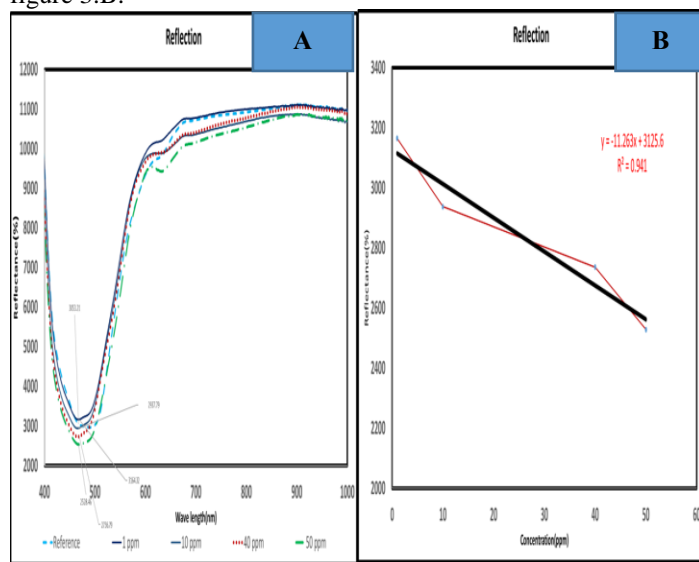 figure 3.B.
Reflection
A
12000
11000
10000
9000
8000
7000
6000
5000
4000
3000
2000
Reflectance(%)
400
500
600
700
800
900
1000
Wave length(nm)
Reference
1 ppm
10 ppm
40 ppm
50 ppm
Reflection
B
3400
3200
3000
2800
2600
2400
2200
2000
Reflectance(%)
y = -11.263x + 3125.6
R² = 0.941
0
10
20
30
40
50
60
Concentration(ppm)